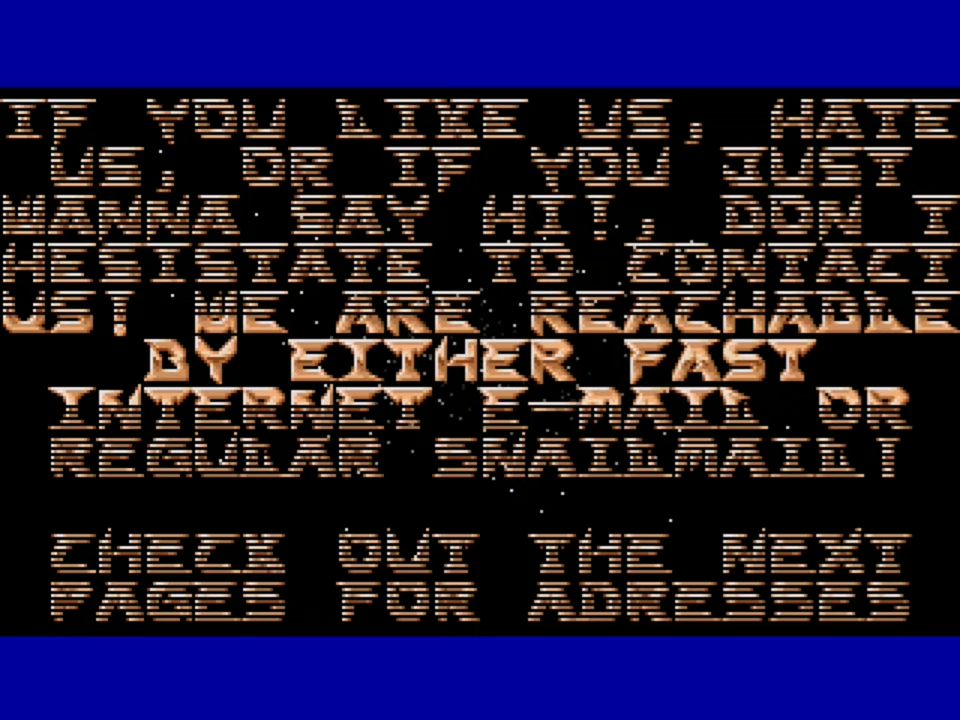 IF YOU LIKE US, HATE
US, OR IF YOU JUST
WANNA SAY HI!, DON T
HESISTATE TO CONTACT
US! WE ARE REACHABLE
BY EITHER FAST
INTERNET E-MAIL OR
REGULAR SNAILMAIL!
CHECK OUT THE NEXT
PAGES FOR ADRESSES